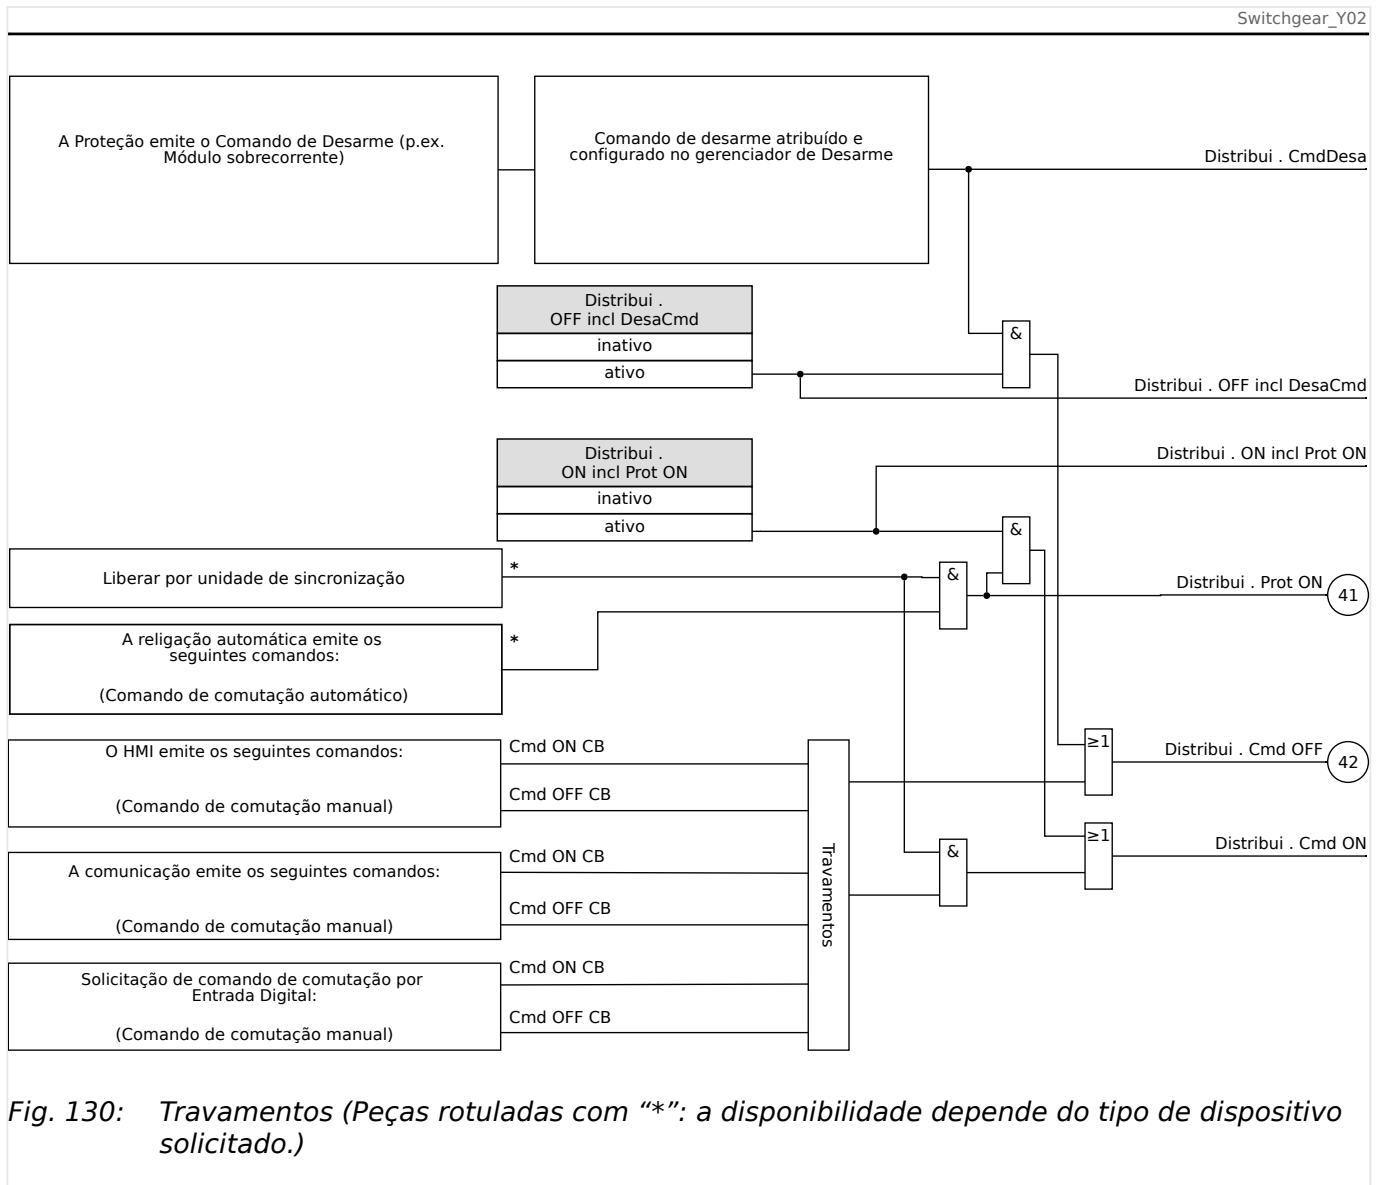 Switchgear_Y02
A Proteção emite o Comando de Desarme (p.ex.
Módulo sobrecorrente)
Comando de desarme atribuído e
configurado no gerenciador de Desarme
Distribui . CmdDesa
Distribui .
OFF incl DesaCmd
inativo
ativo
&
Distribui . OFF incl DesaCmd
Distribui .
ON incl Prot ON
inativo
ativo
Distribui . ON incl Prot ON
&
Liberar por unidade de sincronização
*
&
Distribui . Prot ON
41
A religação automática emite os
seguintes comandos:
(Comando de comutação automático)
*
O HMI emite os seguintes comandos:
(Comando de comutação manual)
Cmd ON CB
Cmd OFF CB
≥1
Distribui . Cmd OFF
42
A comunicação emite os seguintes comandos:
(Comando de comutação manual)
Cmd ON CB
Cmd OFF CB
Travamentos
&
≥1
Distribui . Cmd ON
Solicitação de comando de comutação por
Entrada Digital:
(Comando de comutação manual)
Cmd ON CB
Cmd OFF CB
Fig. 130: Travamentos (Peças rotuladas com “*”: a disponibilidade depende do tipo de dispositivo
solicitado.)